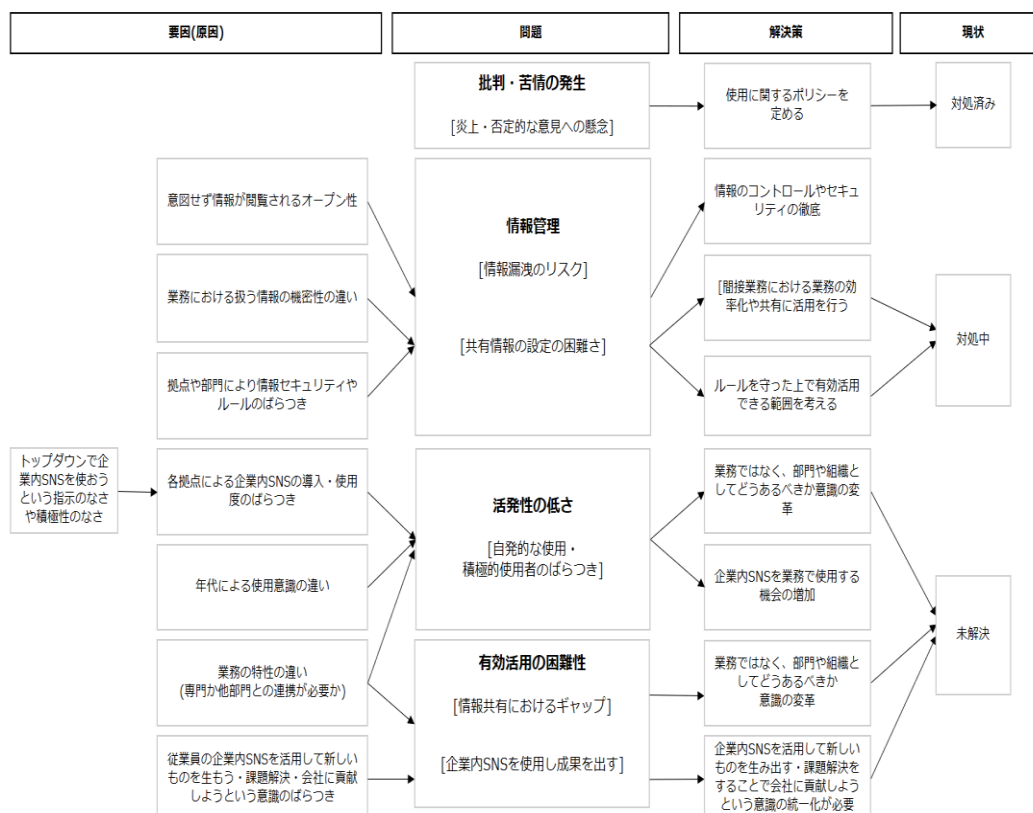 要因(原因)
問題
解決策
現状
批判・苦情の発生
[炎上・否定的な意見への懸念]
使用に関するポリシーを
定める
対処済み
意図せず情報が閲覧されるオープン性
業務における扱う情報の機密性の違い
拠点や部門により情報セキュリティや
ルールのばらつき
情報管理
[情報漏洩のリスク]
[共有情報の設定の困難さ]
情報のコントロールやセキュ
リティの徹底
[間接業務における業務の効
率化や共有に活用を行う
ルールを守った上で有効活用
できる範囲を考える
対処中
トップダウンで企
業内SNSを使おう
という指示のなさ
や積極性のなさ
各拠点による企業内SNSの導入・使用
度のばらつき
年代による使用意識の違い
業務の特性の違い
(専門か他部門との連携が必要か)
従業員の企業内SNSを活用して新しい
ものを生もう・課題解決・会社に貢献
しようという意識のばらつき
活発性の低さ
[自発的な使用・
積極的使用者のばらつき]
有効活用の困難性
[情報共有におけるギャップ]
[企業内SNSを使用し成果を出す]
業務ではなく、部門や組織と
してどうあるべきか意識の変
革
企業内SNSを業務で使用する
機会の増加
業務ではなく、部門や組織と
してどうあるべきか
意識の変革
企業内SNSを活用して新しい
ものを生み出す・課題解決を
することで会社に貢献しよう
という意識の統一化が必要
未解決